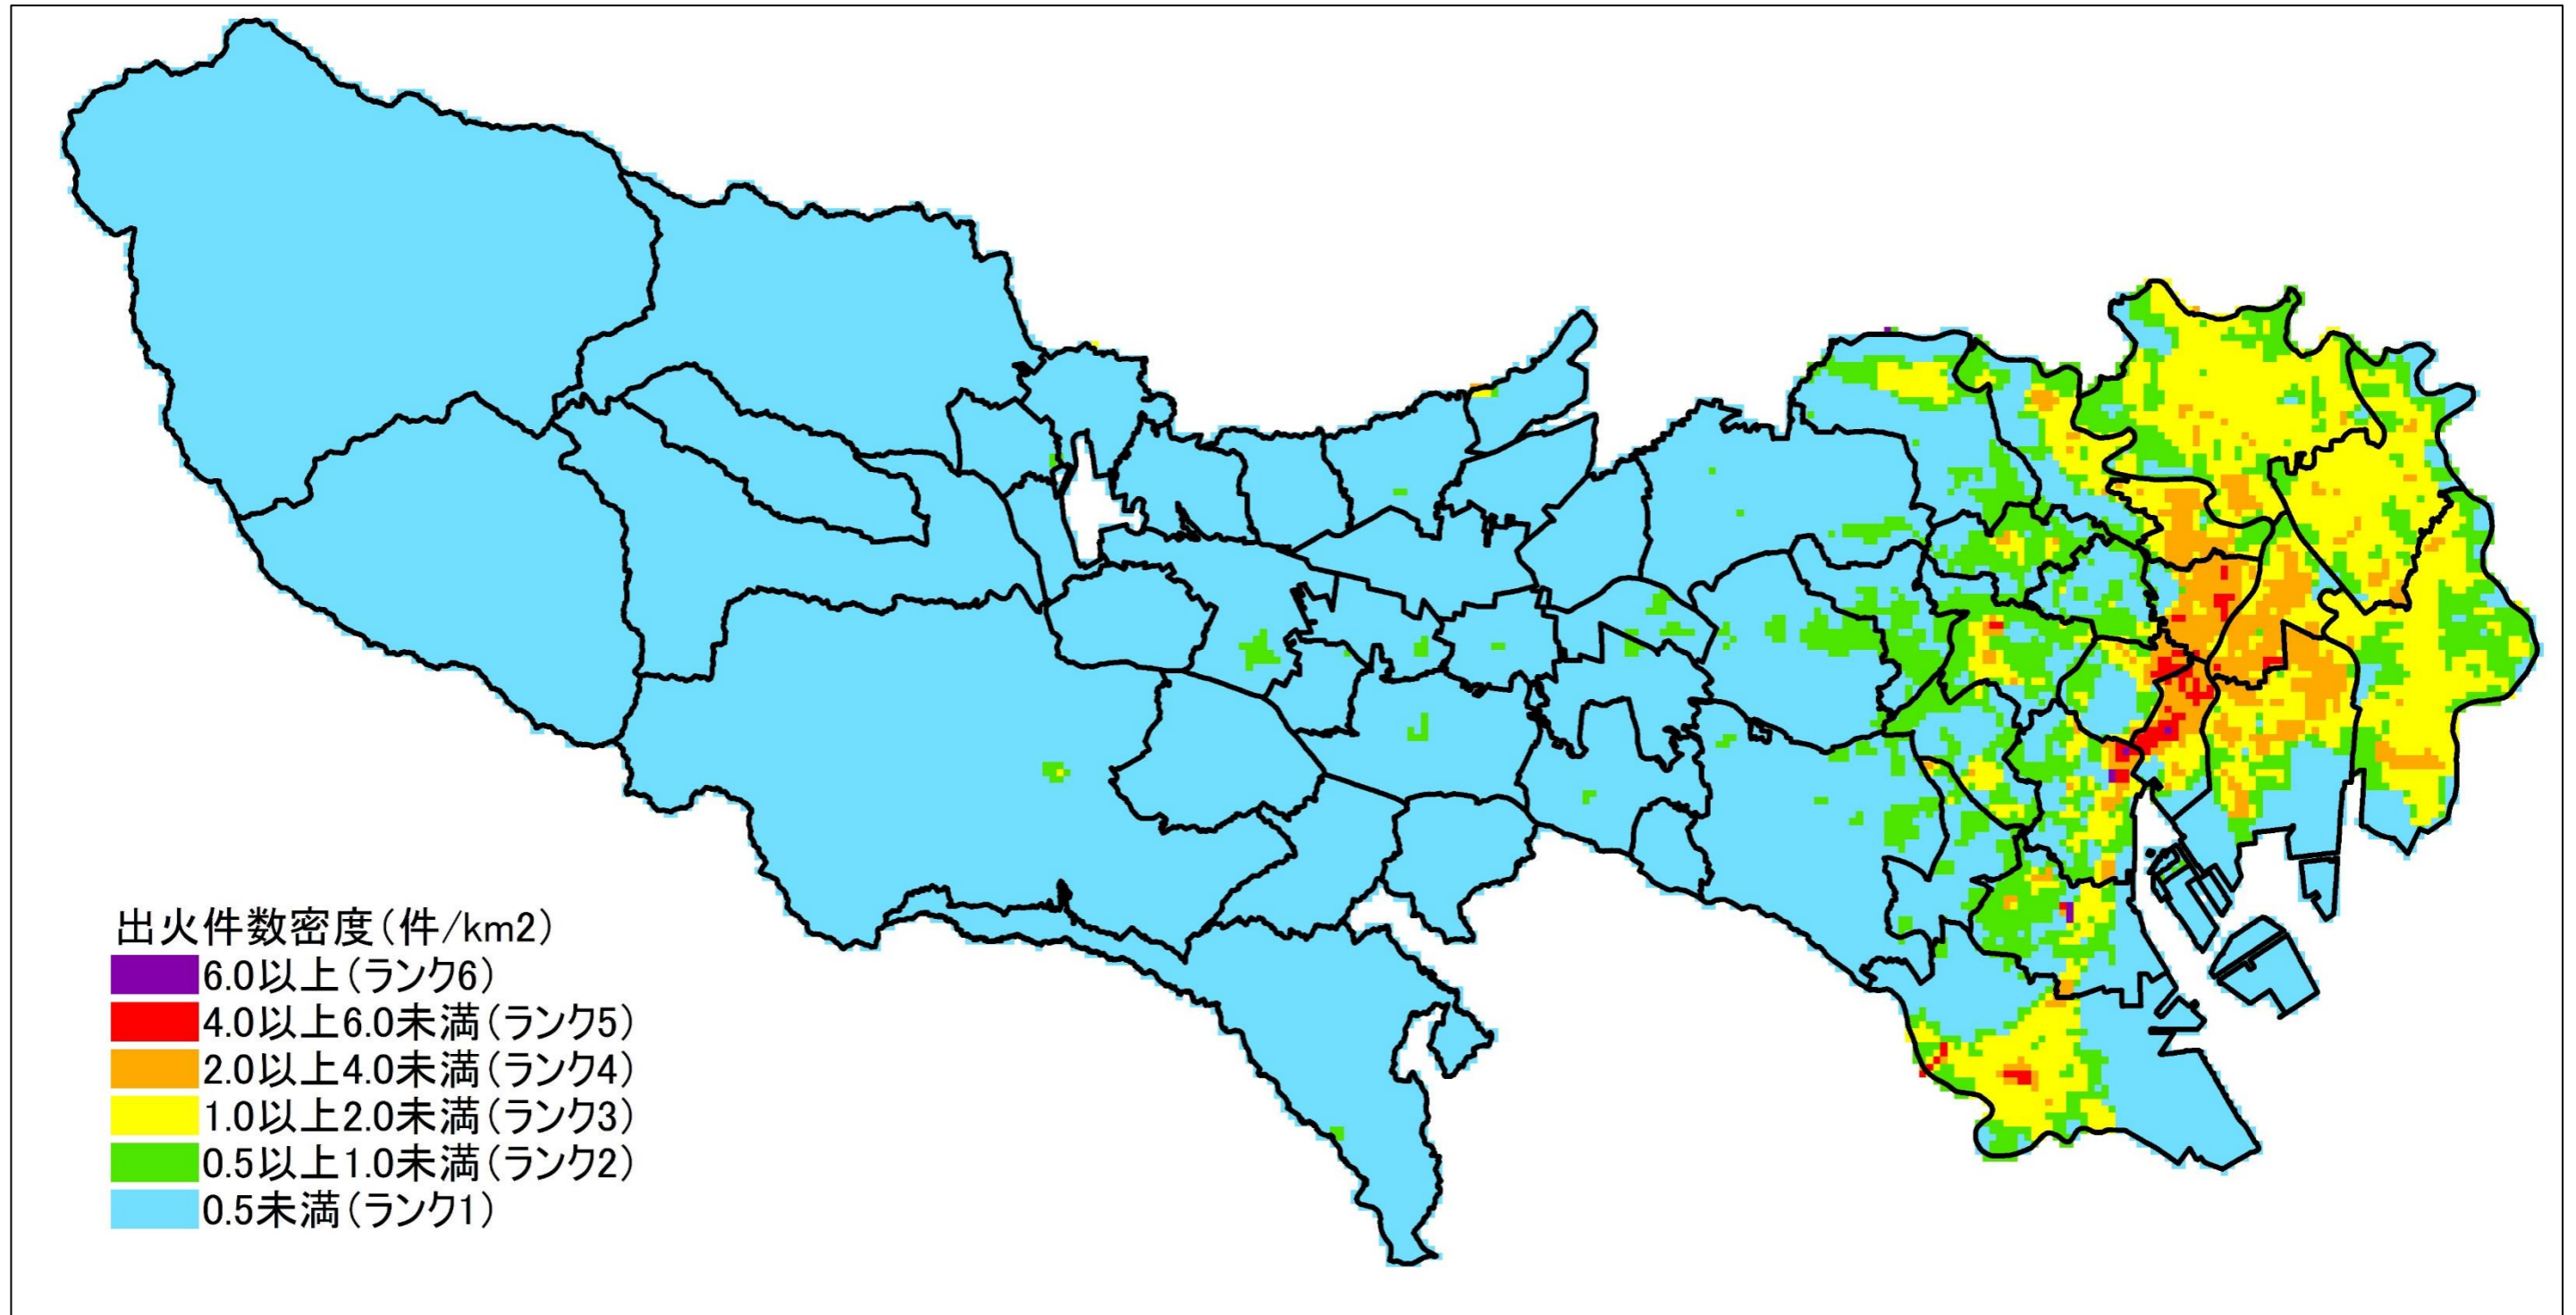 出火件数密度(件/km2)
6.0以上(ランク6)
4.0以上6.0未満(ランク5)
2.0以上4.0未満(ランク4)
1.0以上2.0未満(ランク3)
0.5以上1.0未満(ランク2)
0.5未満(ランク1)